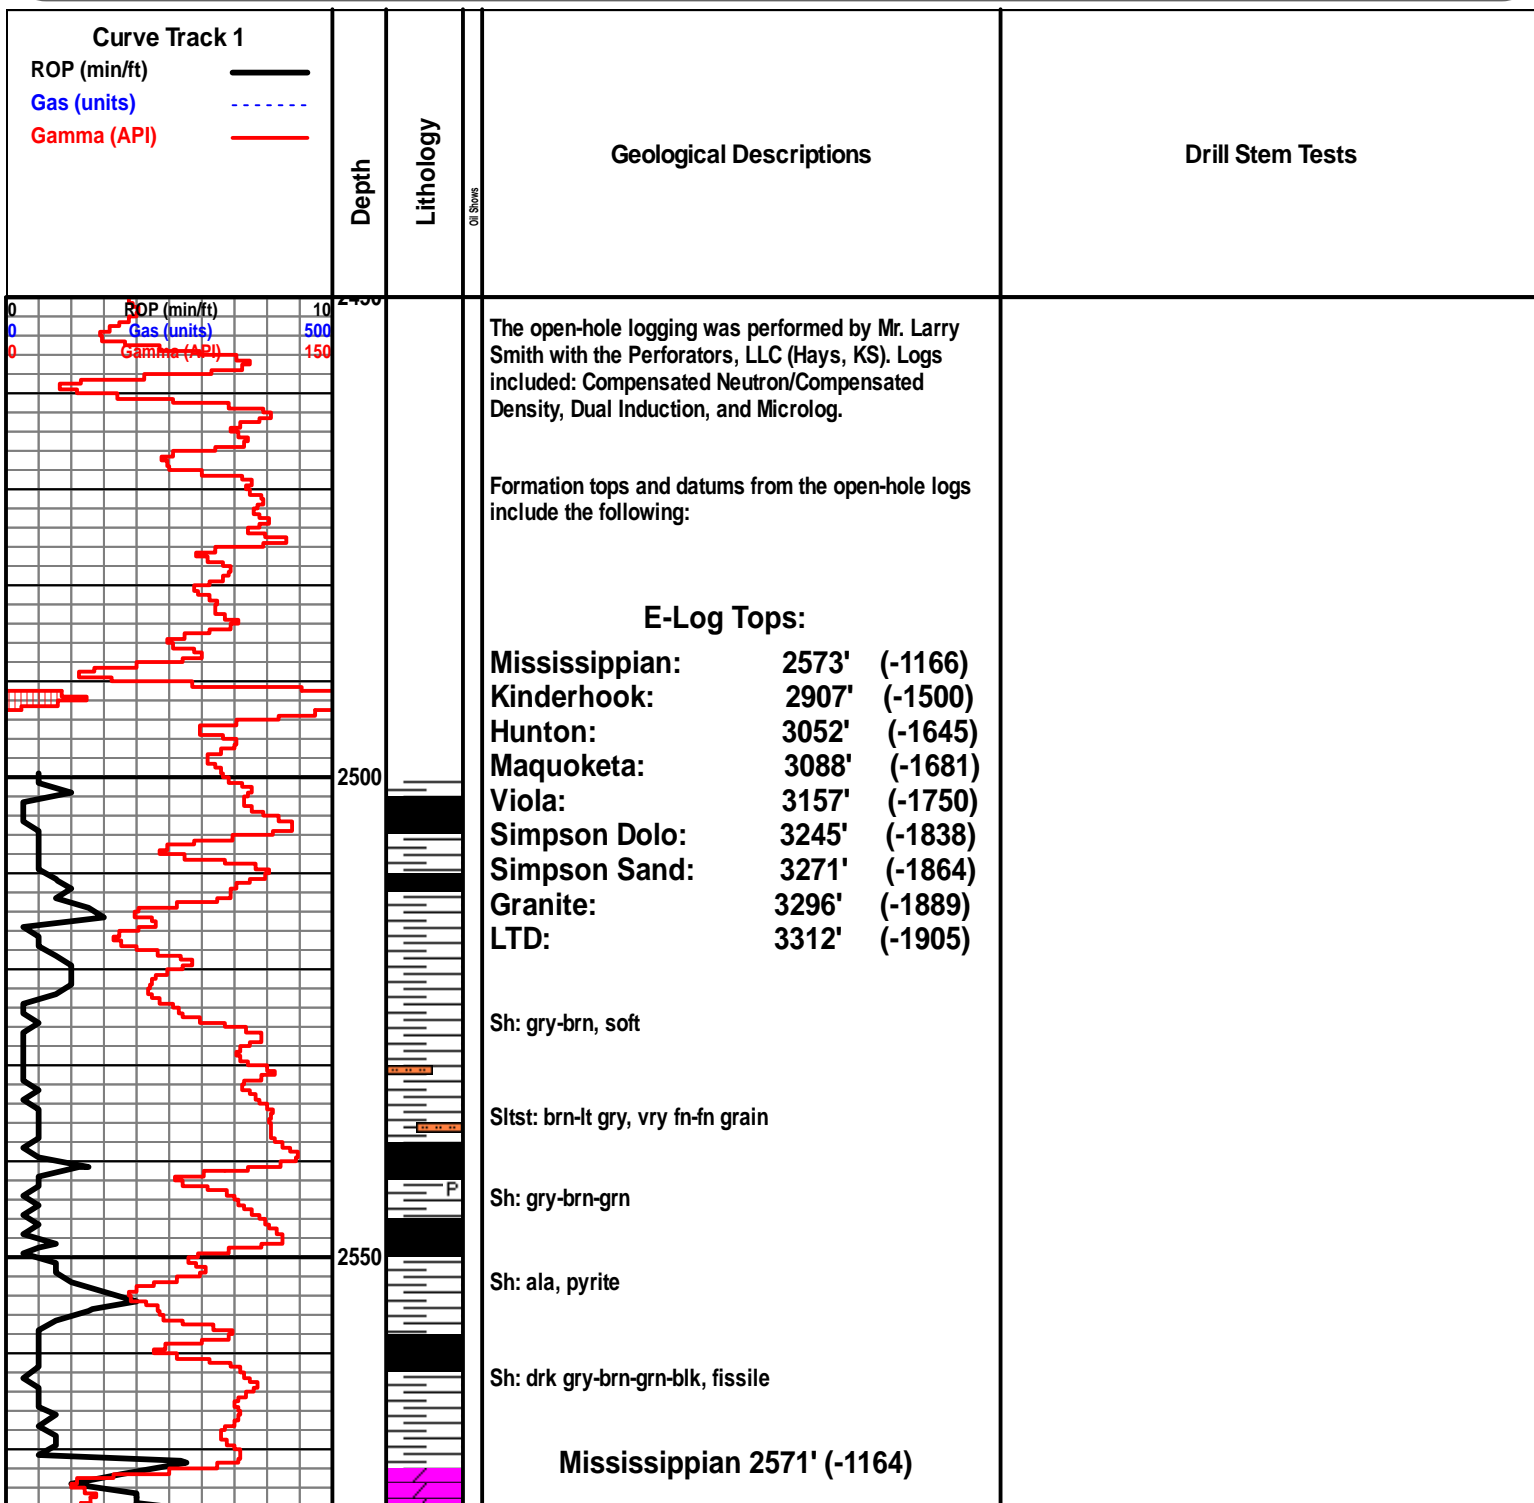 Curve Track 1
ROP (min/ft)
Gas (units)
Gamma (API)
Depth
Lithology
Oil Shows
Geological Descriptions
Drill Stem Tests
0 ROP (min/ft) 10
0 Gas (units) 500
0 Gamma (API) 150
2450
The open-hole logging was performed by Mr. Larry
Smith with the Perforators, LLC (Hays, KS). Logs
included: Compensated Neutron/Compensated
Density, Dual Induction, and Microlog.
Formation tops and datums from the open-hole logs
include the following:
E-Log Tops:
Mississippian: 2573' (-1166)
Kinderhook: 2907' (-1500)
Hunton: 3052' (-1645)
Maquoketa: 3088' (-1681)
2500
Viola: 3157' (-1750)
Simpson Dolo: 3245' (-1838)
Simpson Sand: 3271' (-1864)
Granite: 3296' (-1889)
LTD: 3312' (-1905)
Sh: gry-brn, soft
Sltst: brn-lt gry, vry fn-fn grain
P
Sh: gry-brn-grn
2550
Sh: ala, pyrite
Sh: drk gry-brn-grn-blk, fissile
Mississippian 2571' (-1164)